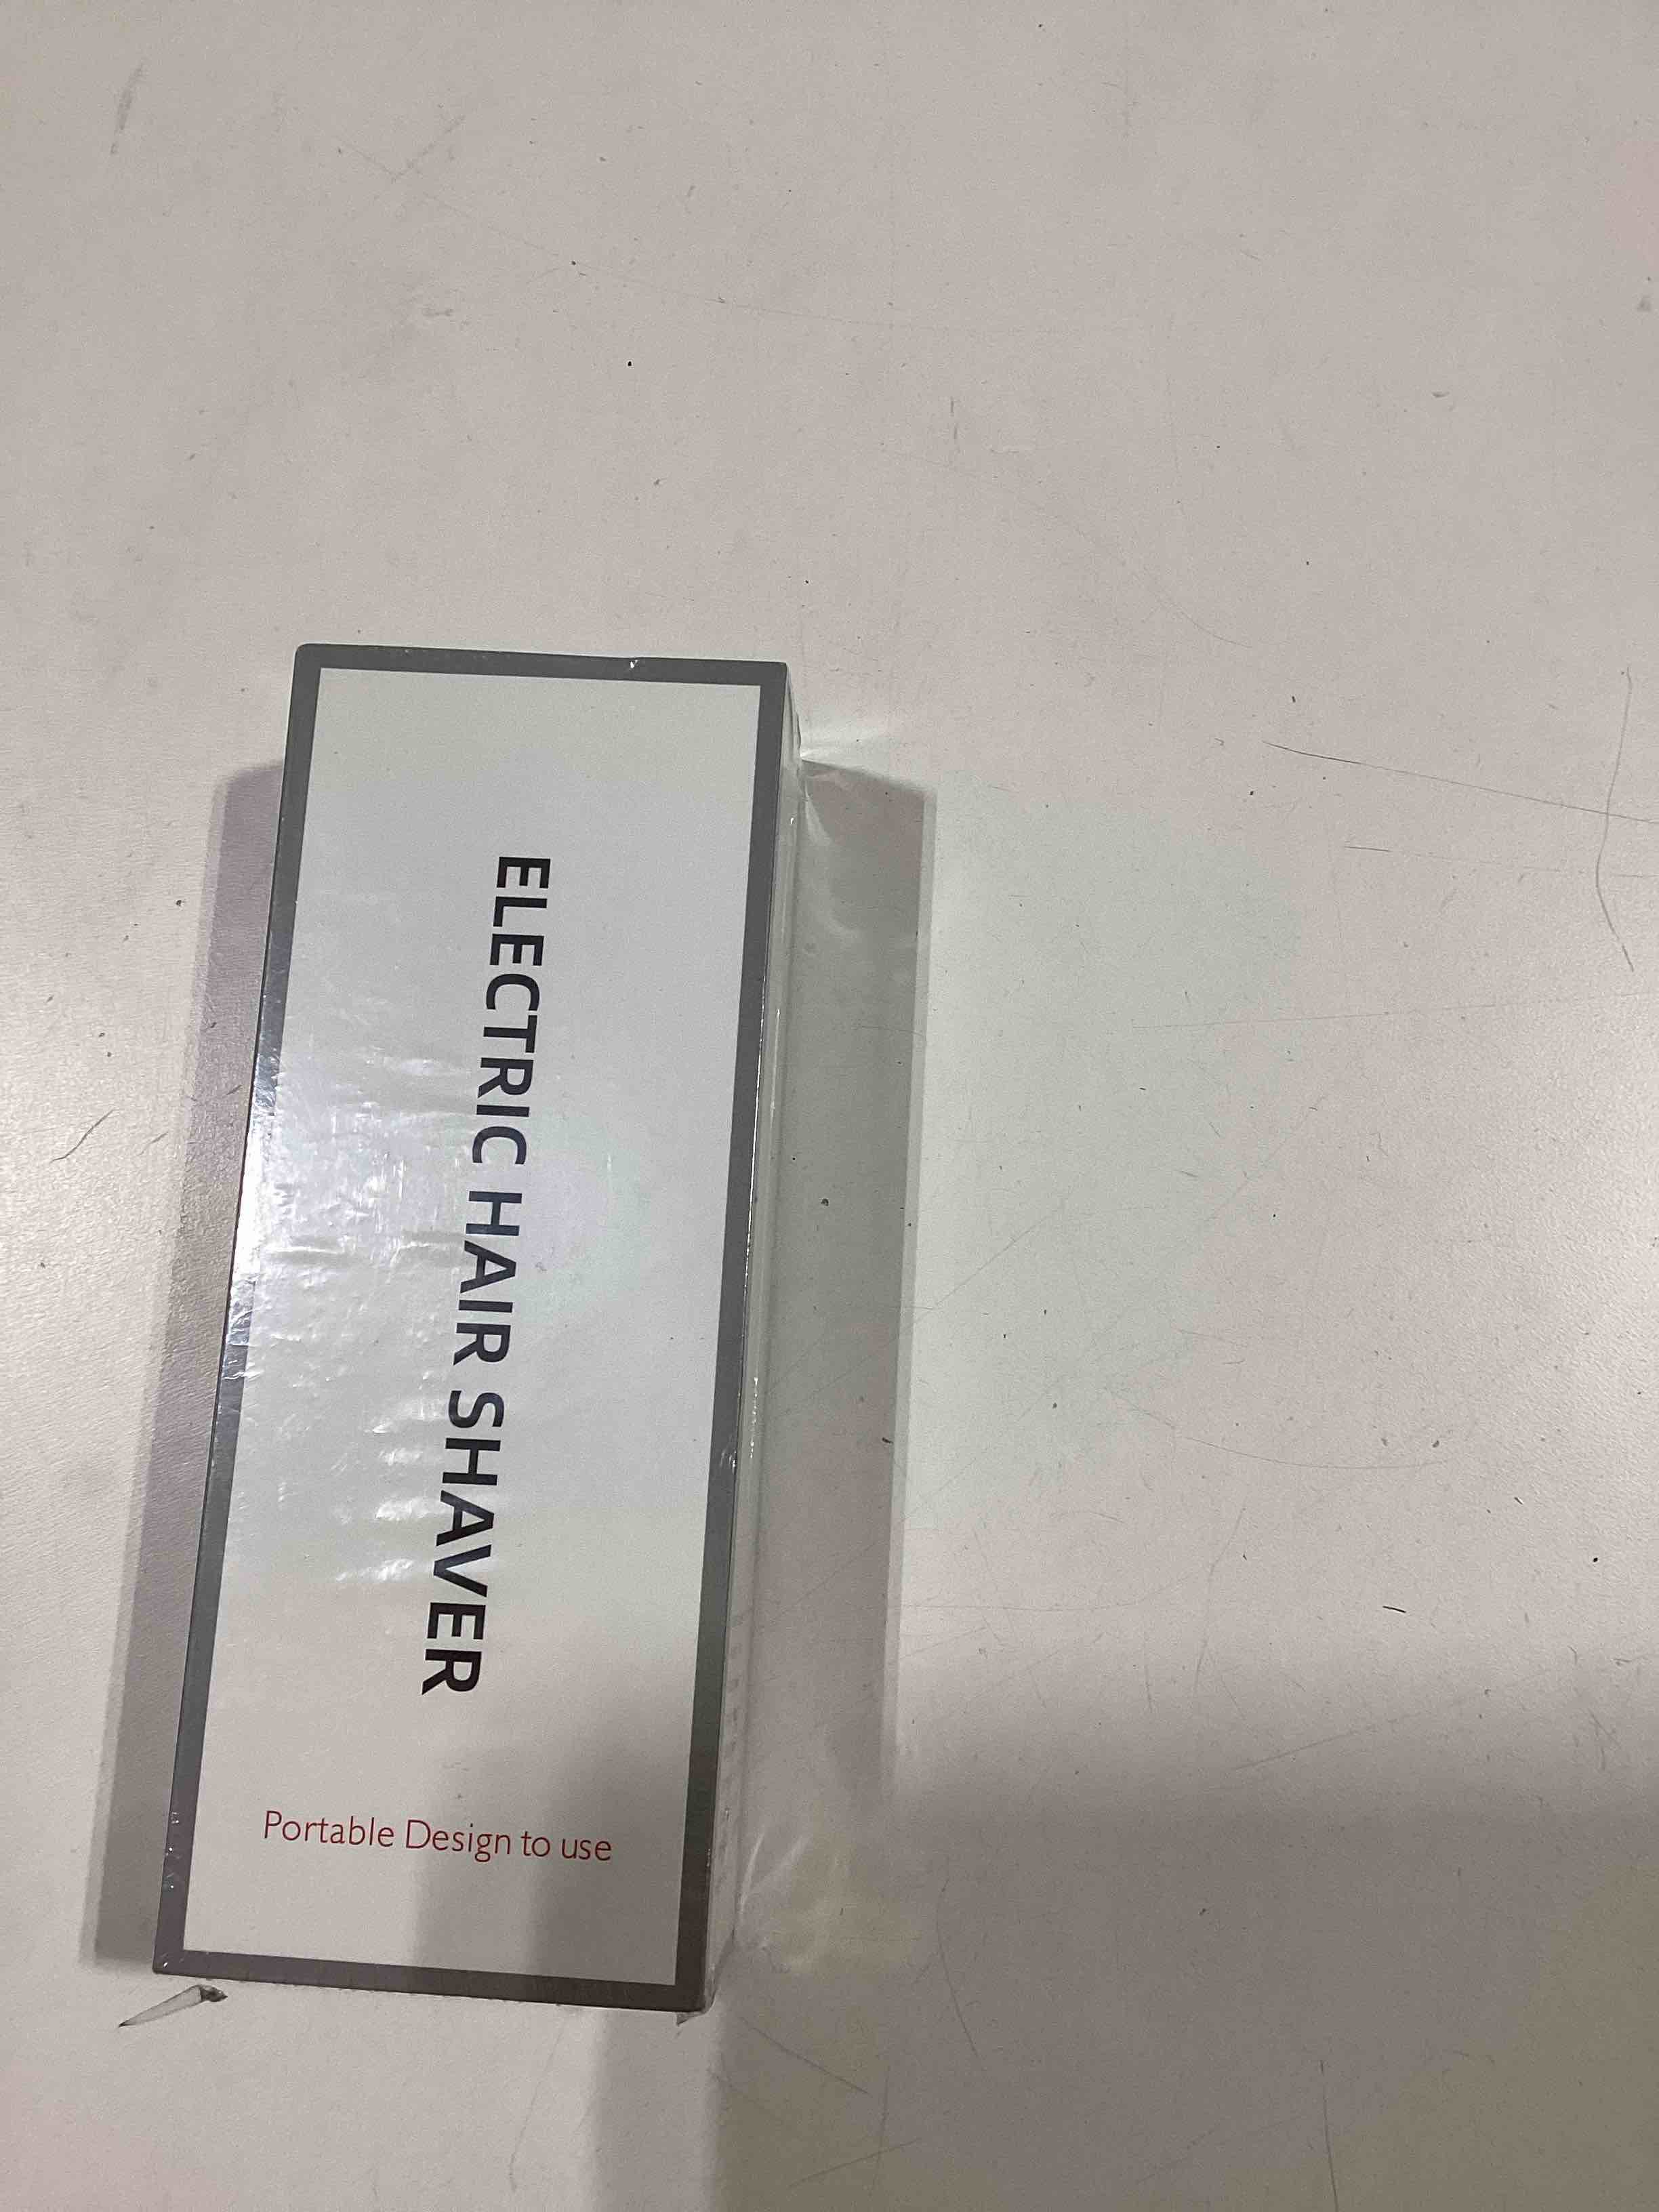 ELECTRIC HAIR SHAVER
Portable Design to use